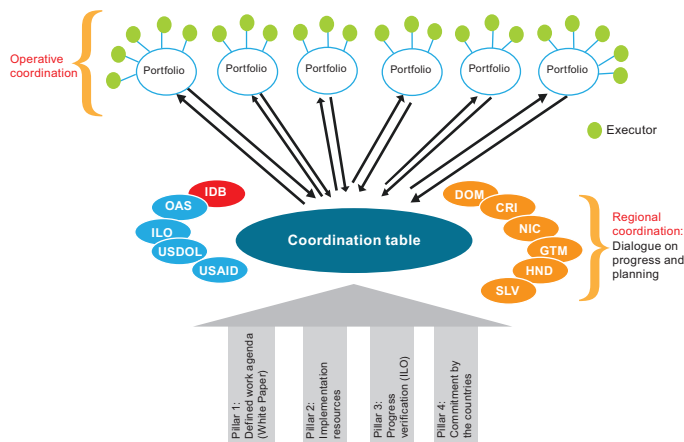 Operative
coordination
Portfolio
Portfolio
Portfolio
Portfolio
Portfolio
Portfolio
Executor
IDB
OAS
ILO
USDOL
USAID
Coordination table
DOM
CRI
NIC
GTM
HND
SLV
Regional
coordination:
Dialogue on
progress and
planning
Pillar 1:
Defined work agenda
(White Paper)
Pillar 2:
Implementation
resources
Pillar 3:
Progress
verification (ILO)
Pillar 4:
Commitment by
the countries